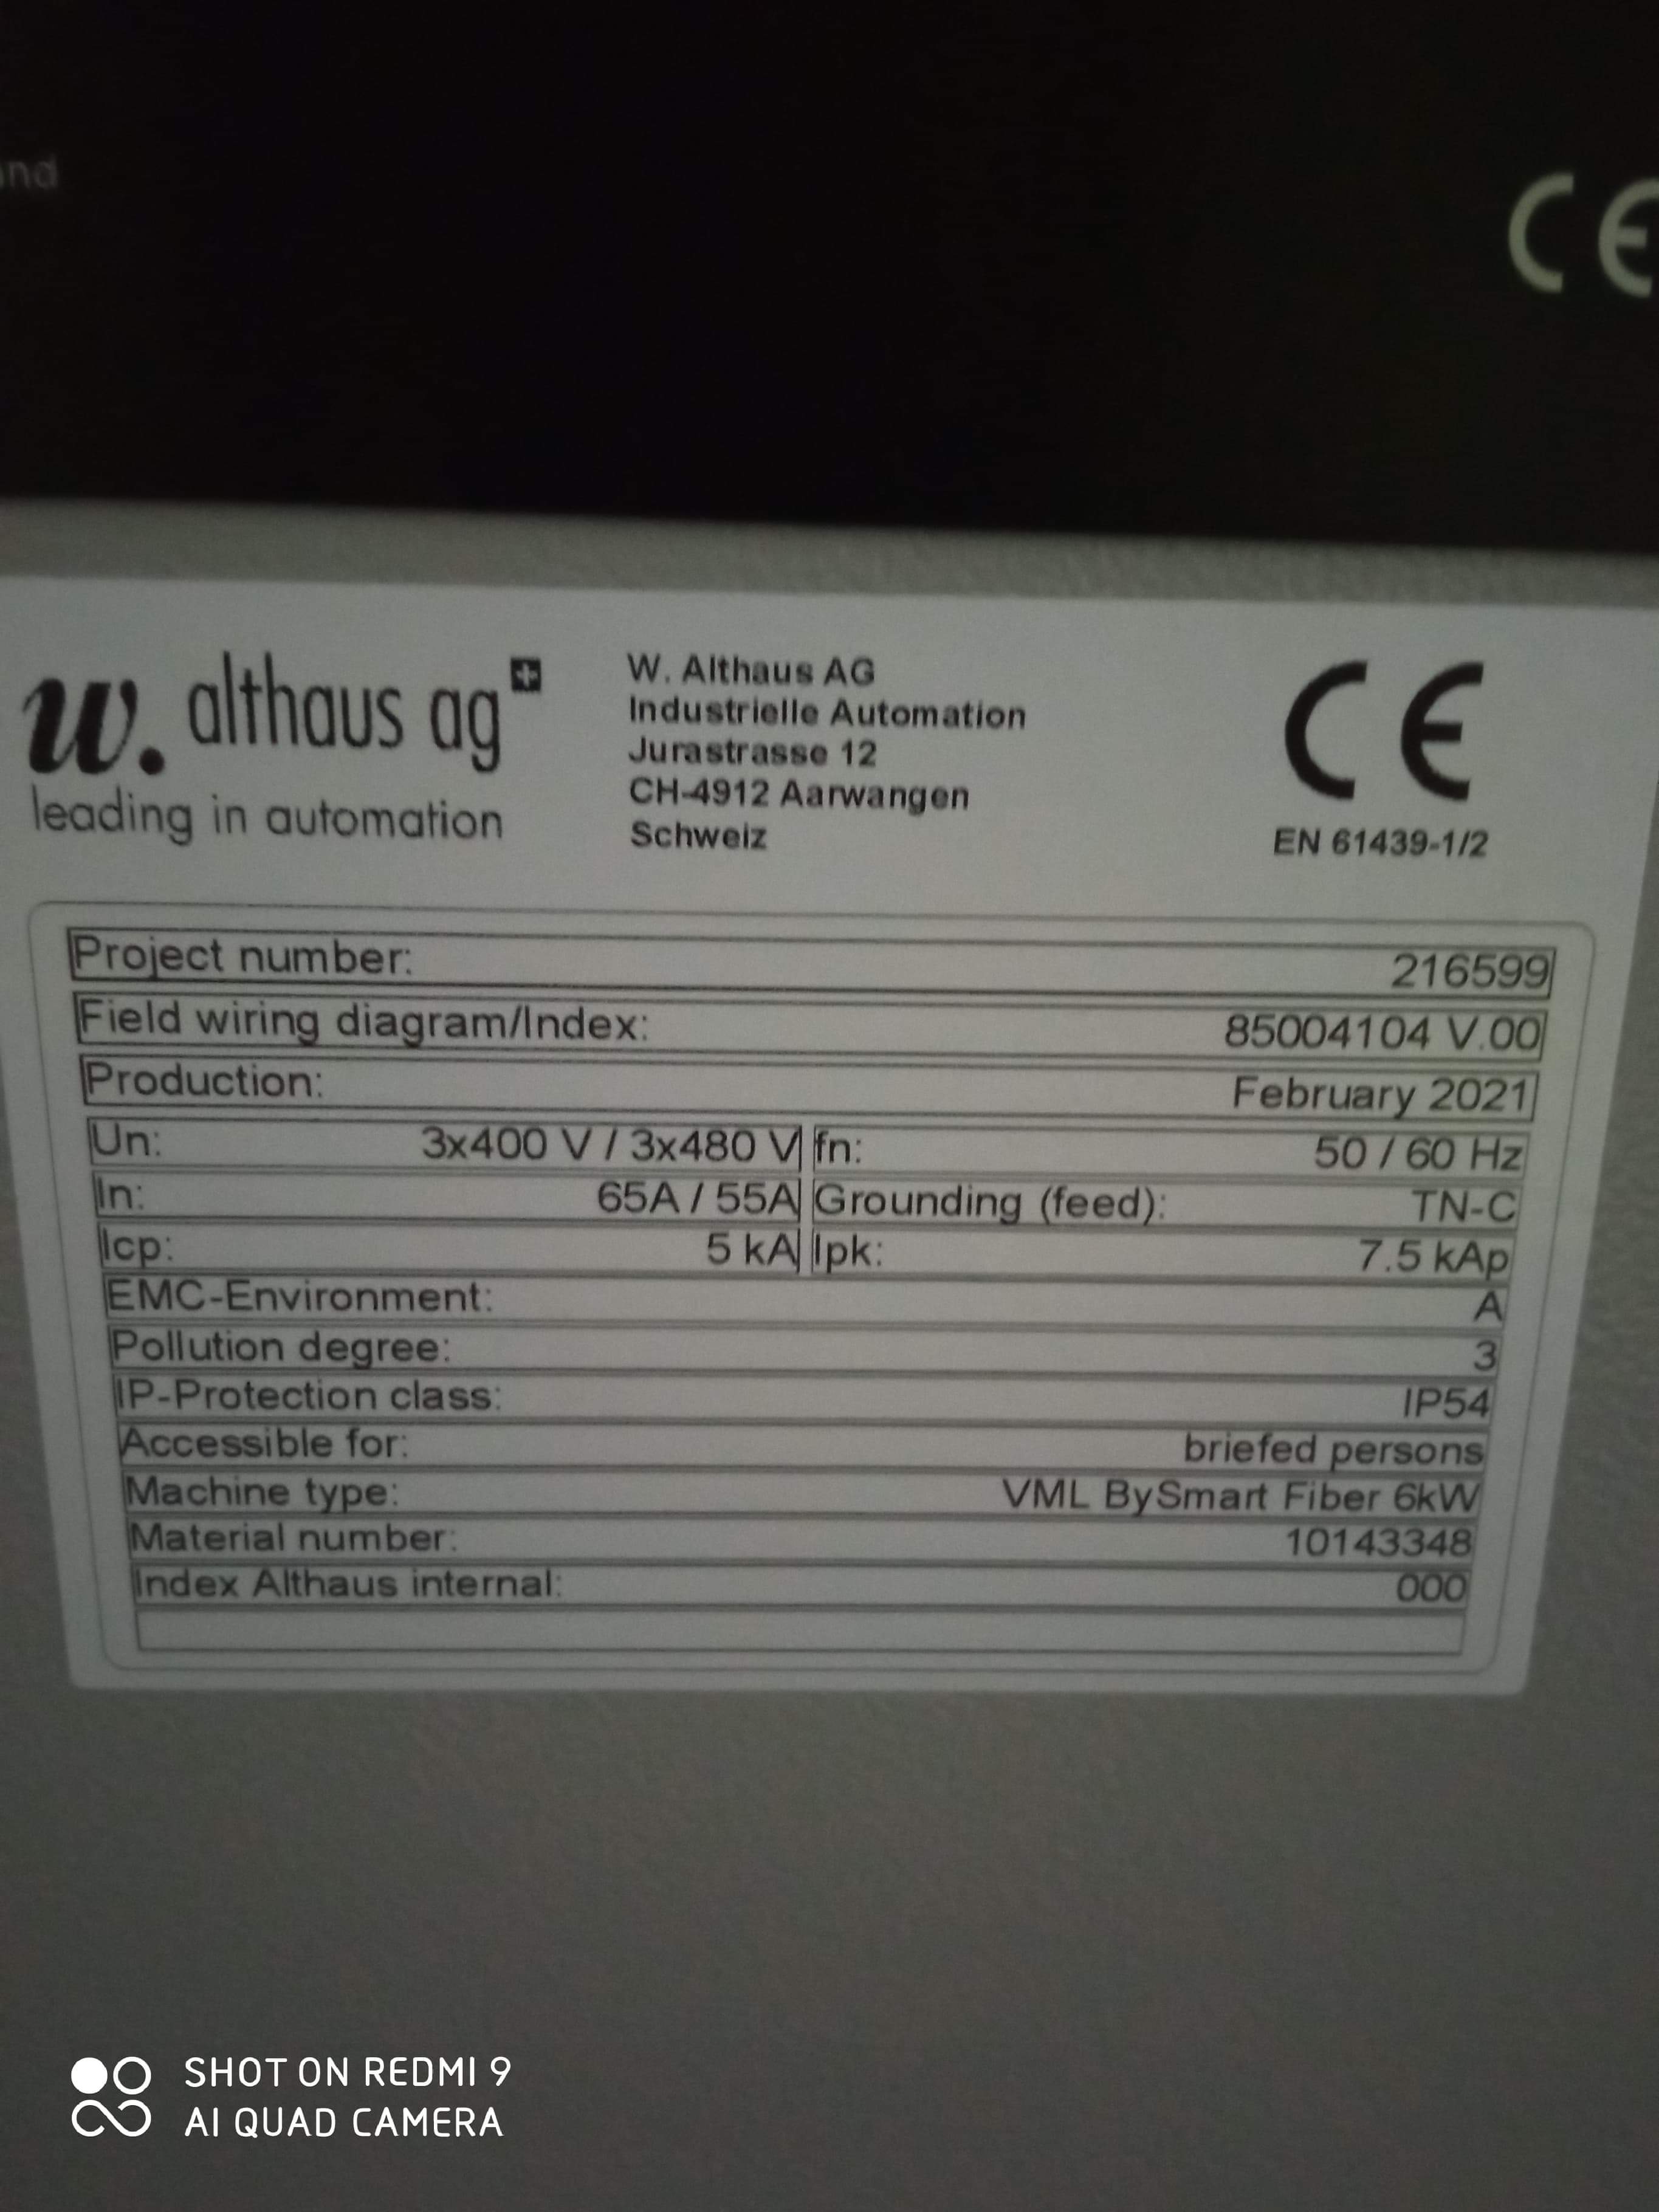 CE
w. althaus ag
leading in automation
W. Althaus AG
Industrielle Automation
Jurastrasse 12
CH-4912 Aarwangen
Schweiz
CE
EN 61439-1/2
Project number: 216599
Field wiring diagram/Index: 85004104 V.00
Production: February 2021
Un: 3x400 V / 3x480 V fn: 50 / 60 Hz
In: 65A / 55A Grounding (feed): TN-C
Icp: 5 kA Ipk: 7.5 kAp
EMC-Environment: A
Pollution degree: 3
IP-Protection class: IP54
Accessible for: briefed persons
Machine type: VML BySmart Fiber 6kW
Material number: 10143348
Index Althaus internal: 000
SHOT ON REDMI 9
AI QUAD CAMERA